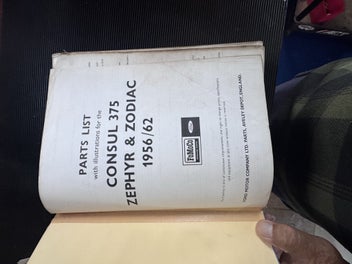 PARTS LIST
with illustrations for the
CONSUL 375
ZEPHYR & ZODIAC
1956/62
FoMoCo
FORD MOTOR COMPANY LTD. PARTS, AVELEY DEPOT, ENGLAND.